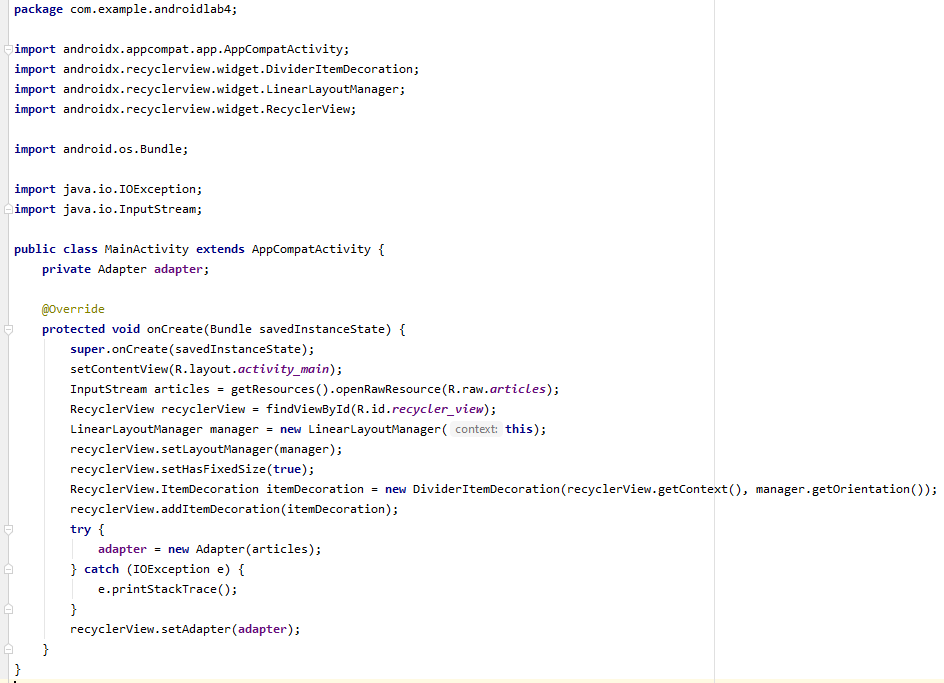 package com.example.androidlab4;
import androidx.appcompat.app.AppCompatActivity;
import androidx.recyclerview.widget.DividerItemDecoration;
import androidx.recyclerview.widget.LinearLayoutManager;
import androidx.recyclerview.widget.RecyclerView;
import android.os.Bundle;
import java.io.IOException;
import java.io.InputStream;
public class MainActivity extends AppCompatActivity {
    private Adapter adapter;
    @Override
    protected void onCreate(Bundle savedInstanceState) {
        super.onCreate(savedInstanceState);
        setContentView(R.layout.activity_main);
        InputStream articles = getResources().openRawResource(R.raw.articles);
        RecyclerView recyclerView = findViewById(R.id.recycler_view);
        LinearLayoutManager manager = new LinearLayoutManager( context: this);
        recyclerView.setLayoutManager(manager);
        recyclerView.setHasFixedSize(true);
        RecyclerView.ItemDecoration itemDecoration = new DividerItemDecoration(recyclerView.getContext(), manager.getOrientation());
        recyclerView.addItemDecoration(itemDecoration);
        try {
            adapter = new Adapter(articles);
        } catch (IOException e) {
            e.printStackTrace();
        }
        recyclerView.setAdapter(adapter);
    }
}